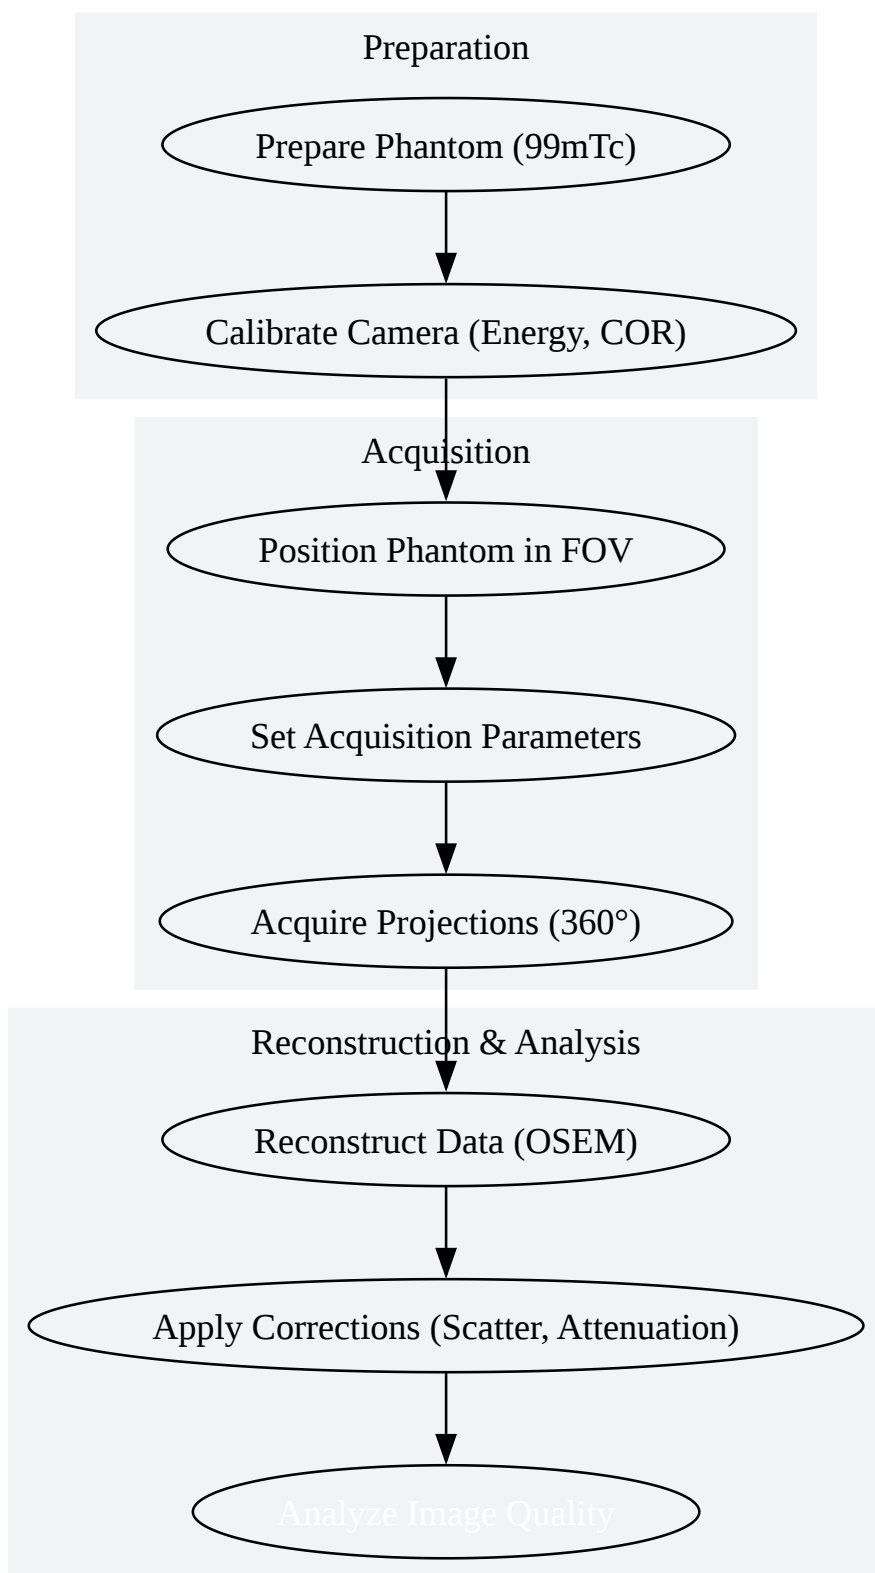 Preparation
Prepare Phantom (99mTc)
Calibrate Camera (Energy, COR)
Acquisition
Position Phantom in FOV
Set Acquisition Parameters
Acquire Projections (360°)
Reconstruction & Analysis
Reconstruct Data (OSEM)
Apply Corrections (Scatter, Attenuation)
Analyze Image Quality